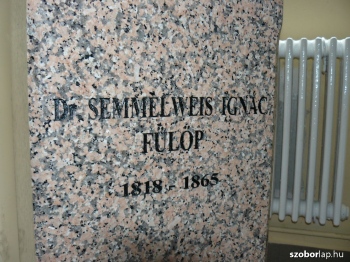 Dr. SEMMELWEIS IGNÁC
FÜLÖP
1818 - 1865
szoborlap.hu